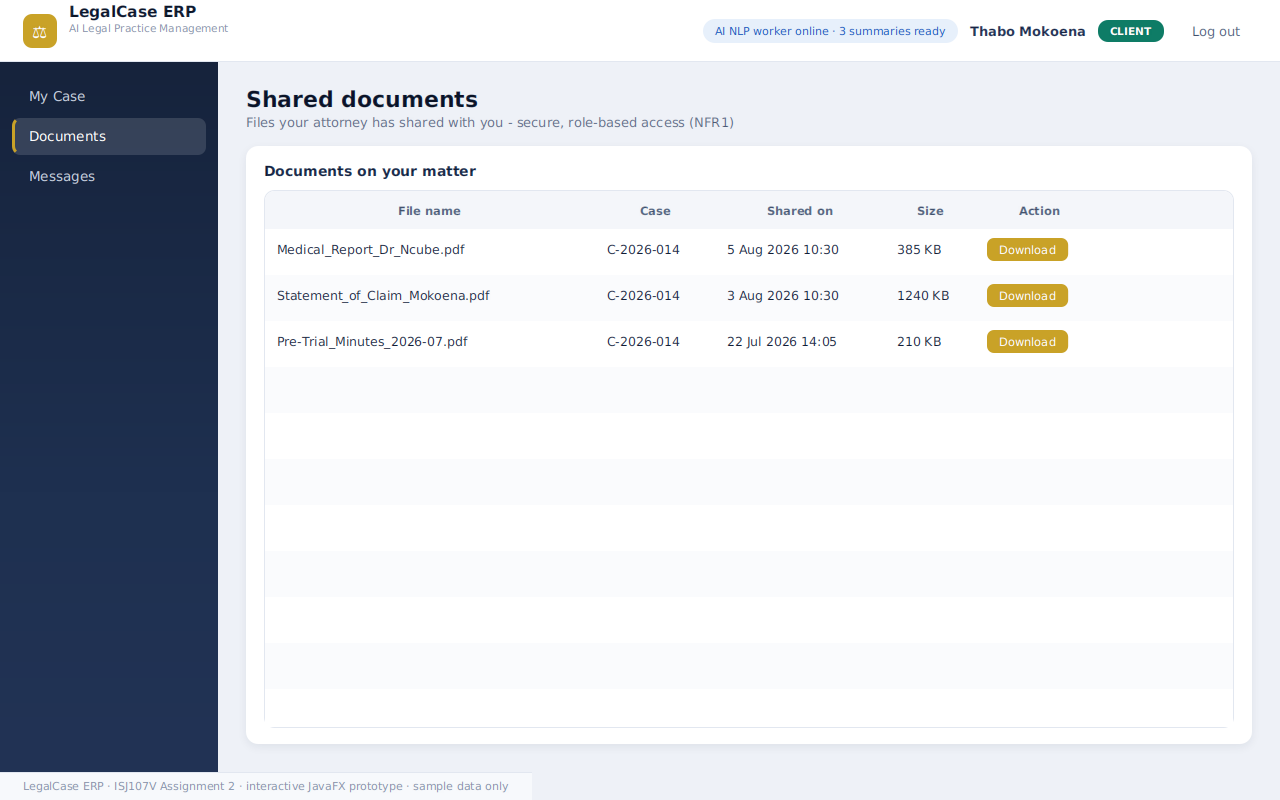 LegalCase ERP
AI Legal Practice Management
AI NLP worker online · 3 summaries ready
Thabo Mokoena
CLIENT
Log out
My Case
Documents
Messages
Shared documents
Files your attorney has shared with you - secure, role-based access (NFR1)
Documents on your matter
File name Case Shared on Size Action
Medical_Report_Dr_Ncube.pdf C-2026-014 5 Aug 2026 10:30 385 KB Download
Statement_of_Claim_Mokoena.pdf C-2026-014 3 Aug 2026 10:30 1240 KB Download
Pre-Trial_Minutes_2026-07.pdf C-2026-014 22 Jul 2026 14:05 210 KB Download
LegalCase ERP · ISJ107V Assignment 2 · interactive JavaFX prototype · sample data only